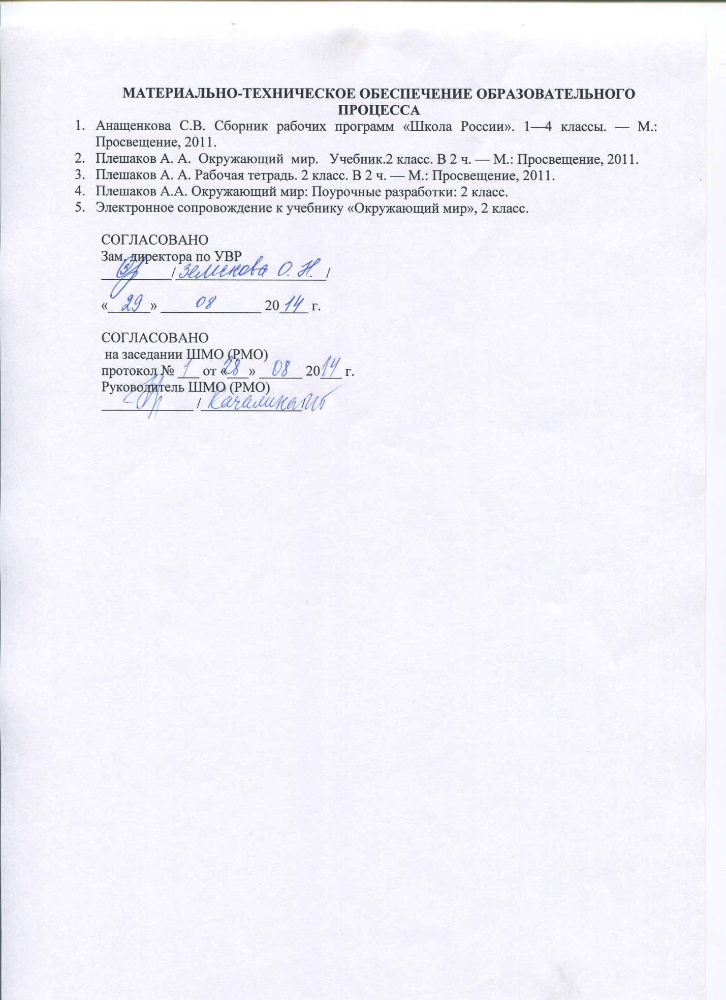 МАТЕРИАЛЬНО-ТЕХНИЧЕСКОЕ ОБЕСПЕЧЕНИЕ ОБРАЗОВАТЕЛЬНОГО
ПРОЦЕССА
1. Анащенкова С.В. Сборник рабочих программ «Школа России». 1—4 классы. — М.:
Просвещение, 2011.
2. Плешаков А. А. Окружающий мир. Учебник.2 класс. В 2 ч. — М.: Просвещение, 2011.
3. Плешаков А. А. Рабочая тетрадь. 2 класс. В 2 ч. — М.: Просвещение, 2011.
4. Плешаков А.А. Окружающий мир: Поурочные разработки: 2 класс.
5. Электронное сопровождение к учебнику «Окружающий мир», 2 класс.
СОГЛАСОВАНО
Зам. директора по УВР
/ Земскова О. Н. /
«29» 08 2014 г.
СОГЛАСОВАНО
на заседании ШМО (РМО)
протокол № 1 от «28» 08 2014 г.
Руководитель ШМО (РМО)
/ Качалина /